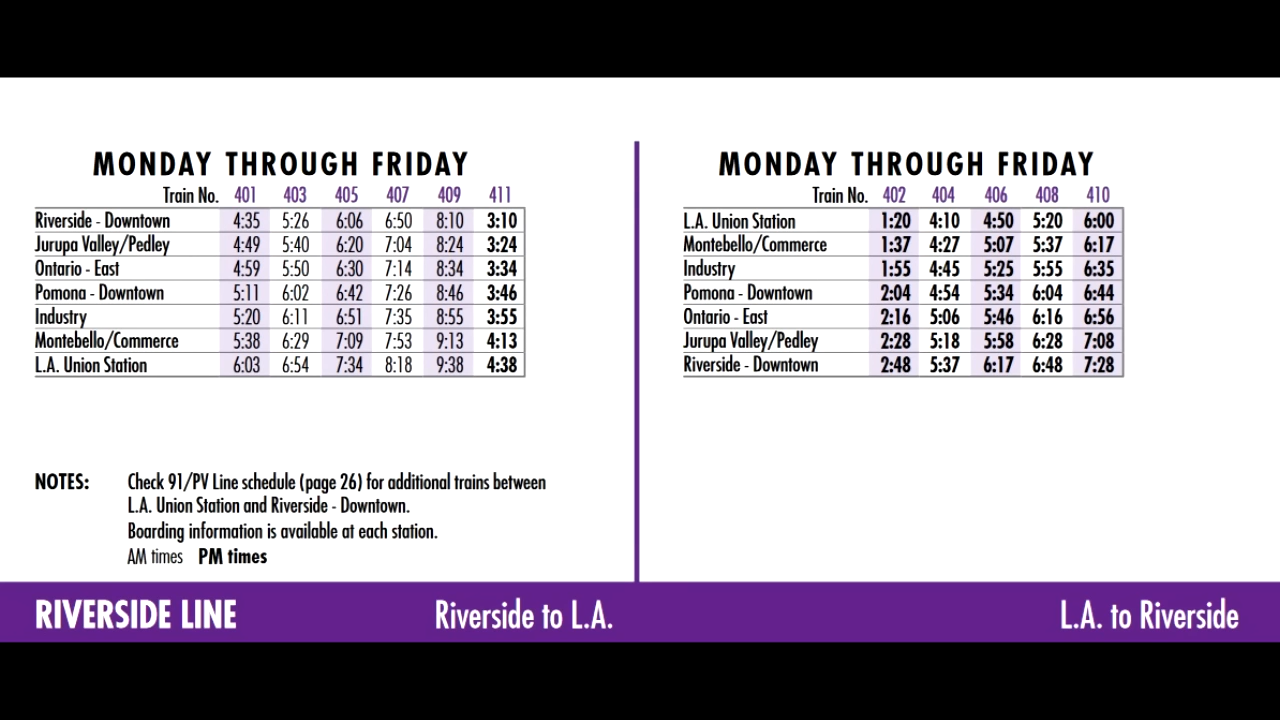 MONDAY THROUGH FRIDAY
Train No. 401 403 405 407 409 411
Riverside - Downtown 4:35 5:26 6:06 6:50 8:10 3:10
Jurupa Valley/Pedley 4:49 5:40 6:20 7:04 8:24 3:24
Ontario - East 4:59 5:50 6:30 7:14 8:34 3:34
Pomona - Downtown 5:11 6:02 6:42 7:26 8:46 3:46
Industry 5:20 6:11 6:51 7:35 8:55 3:55
Montebello/Commerce 5:38 6:29 7:09 7:53 9:13 4:13
L.A. Union Station 6:03 6:54 7:34 8:18 9:38 4:38
NOTES: Check 91/PV Line schedule (page 26) for additional trains between
L.A. Union Station and Riverside - Downtown.
Boarding information is available at each station.
AM times PM times
MONDAY THROUGH FRIDAY
Train No. 402 404 406 408 410
L.A. Union Station 1:20 4:10 4:50 5:20 6:00
Montebello/Commerce 1:37 4:27 5:07 5:37 6:17
Industry 1:55 4:45 5:25 5:55 6:35
Pomona - Downtown 2:04 4:54 5:34 6:04 6:44
Ontario - East 2:16 5:06 5:46 6:16 6:56
Jurupa Valley/Pedley 2:28 5:18 5:58 6:28 7:08
Riverside - Downtown 2:48 5:37 6:17 6:48 7:28
RIVERSIDE LINE Riverside to L.A. L.A. to Riverside